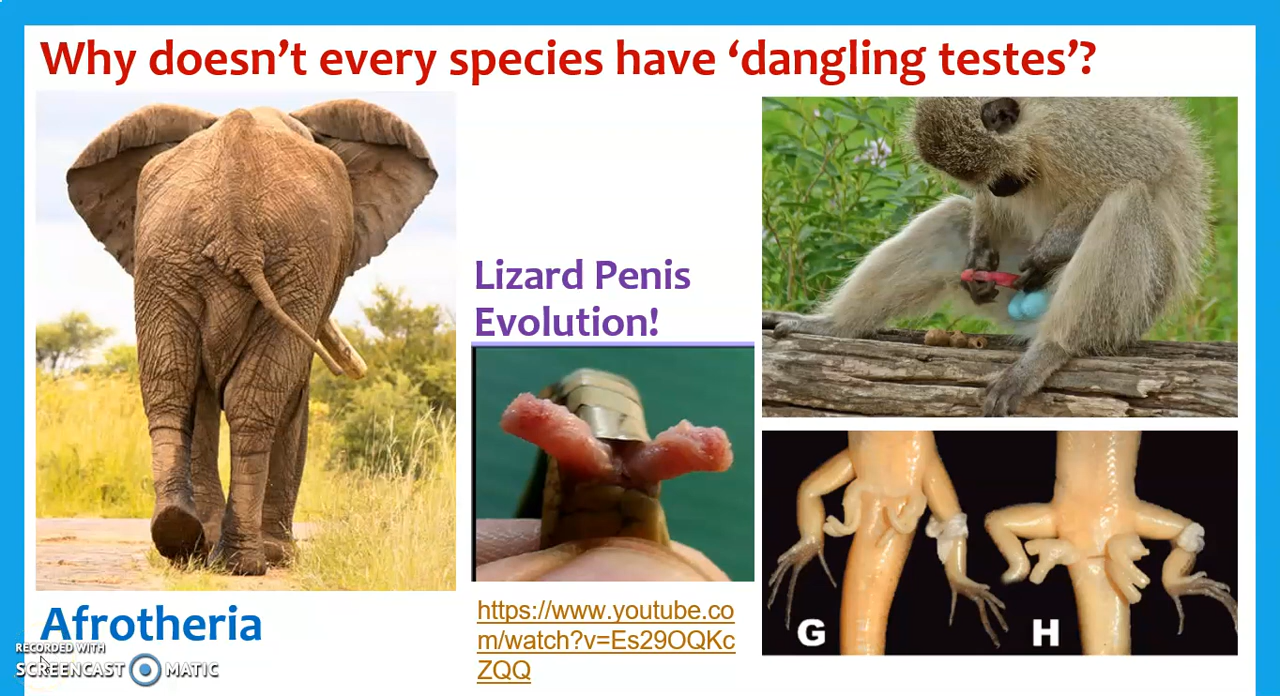 Why doesn't every species have 'dangling testes'?
Lizard Penis
Evolution!
https://www.youtube.co
m/watch?v=Es29OQKc
ZQQ
G
H
Afrotheria
RECORDED WITH
SCREENCAST MATIC